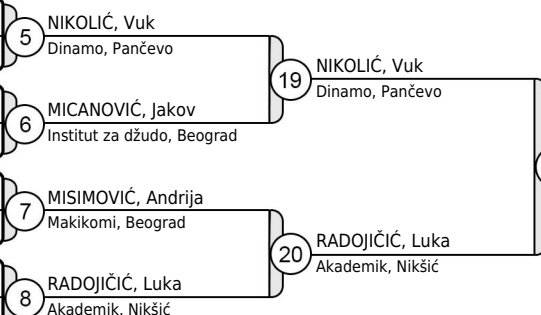 NIKOLIĆ, Vuk
5
Dinamo, Pančevo
NIKOLIĆ, Vuk
19
Dinamo, Pančevo
MICANOVIĆ, Jakov
6
Institut za džudo, Beograd
MISIMOVIĆ, Andrija
7
Makikomi, Beograd
RADOJIČIĆ, Luka
20
Akademik, Nikšić
RADOJIČIĆ, Luka
8
Akademik, Nikšić